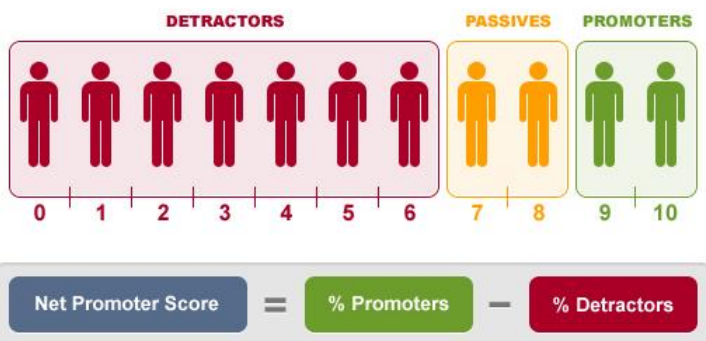 DETRACTORS PASSIVES PROMOTERS
0 1 2 3 4 5 6 7 8 9 10
Net Promoter Score = % Promoters – % Detractors